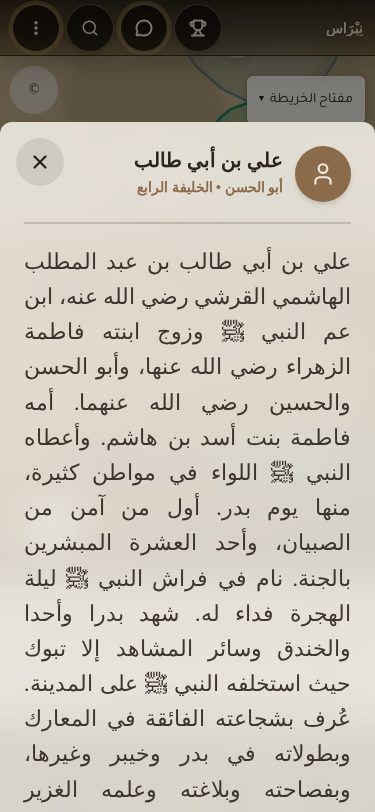 نِبْرَاس
©
مفتاح الخريطة ▾
علي بن أبي طالب
أبو الحسن • الخليفة الرابع
علي بن أبي طالب بن عبد المطلب
الهاشمي القرشي رضي الله عنه، ابن
عم النبي ﷺ وزوج ابنته فاطمة
الزهراء رضي الله عنها، وأبو الحسن
والحسين رضي الله عنهما. أمه
فاطمة بنت أسد بن هاشم. وأعطاه
النبي ﷺ اللواء في مواطن كثيرة،
منها يوم بدر. أول من آمن من
الصبيان، وأحد العشرة المبشرين
بالجنة. نام في فراش النبي ﷺ ليلة
الهجرة فداء له. شهد بدرا وأحدا
والخندق وسائر المشاهد إلا تبوك
حيث استخلفه النبي ﷺ على المدينة.
عُرف بشجاعته الفائقة في المعارك
وبطولاته في بدر وخيبر وغيرها،
وبفصاحته وبلاغته وعلمه الغزير